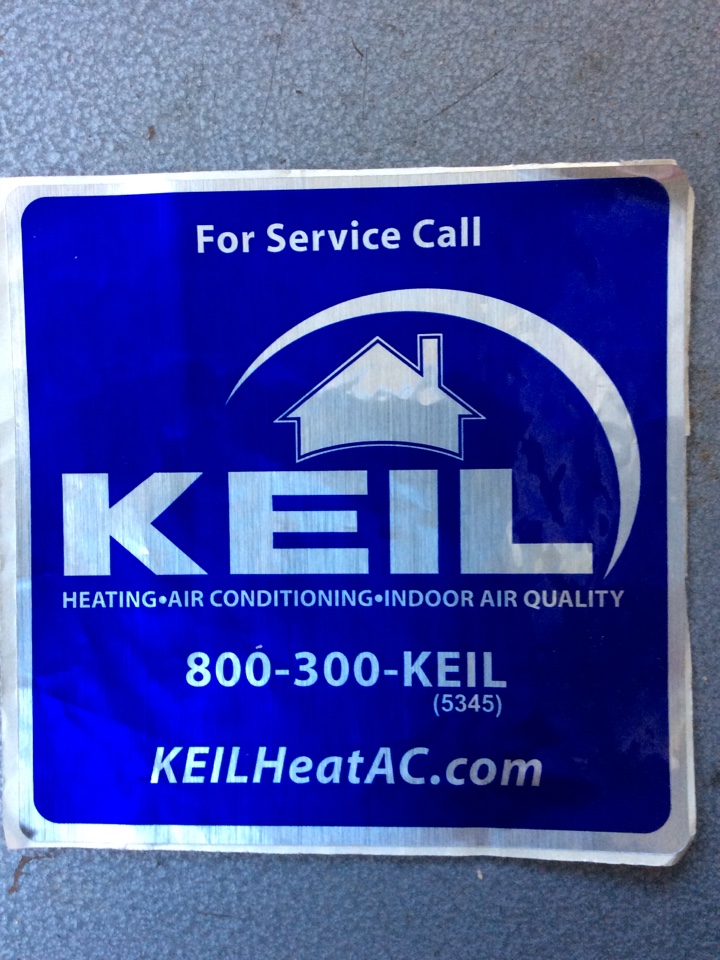 For Service Call
KEIL
HEATING•AIR CONDITIONING•INDOOR AIR QUALITY
800-300-KEIL
(5345)
KEILHeatAC.com